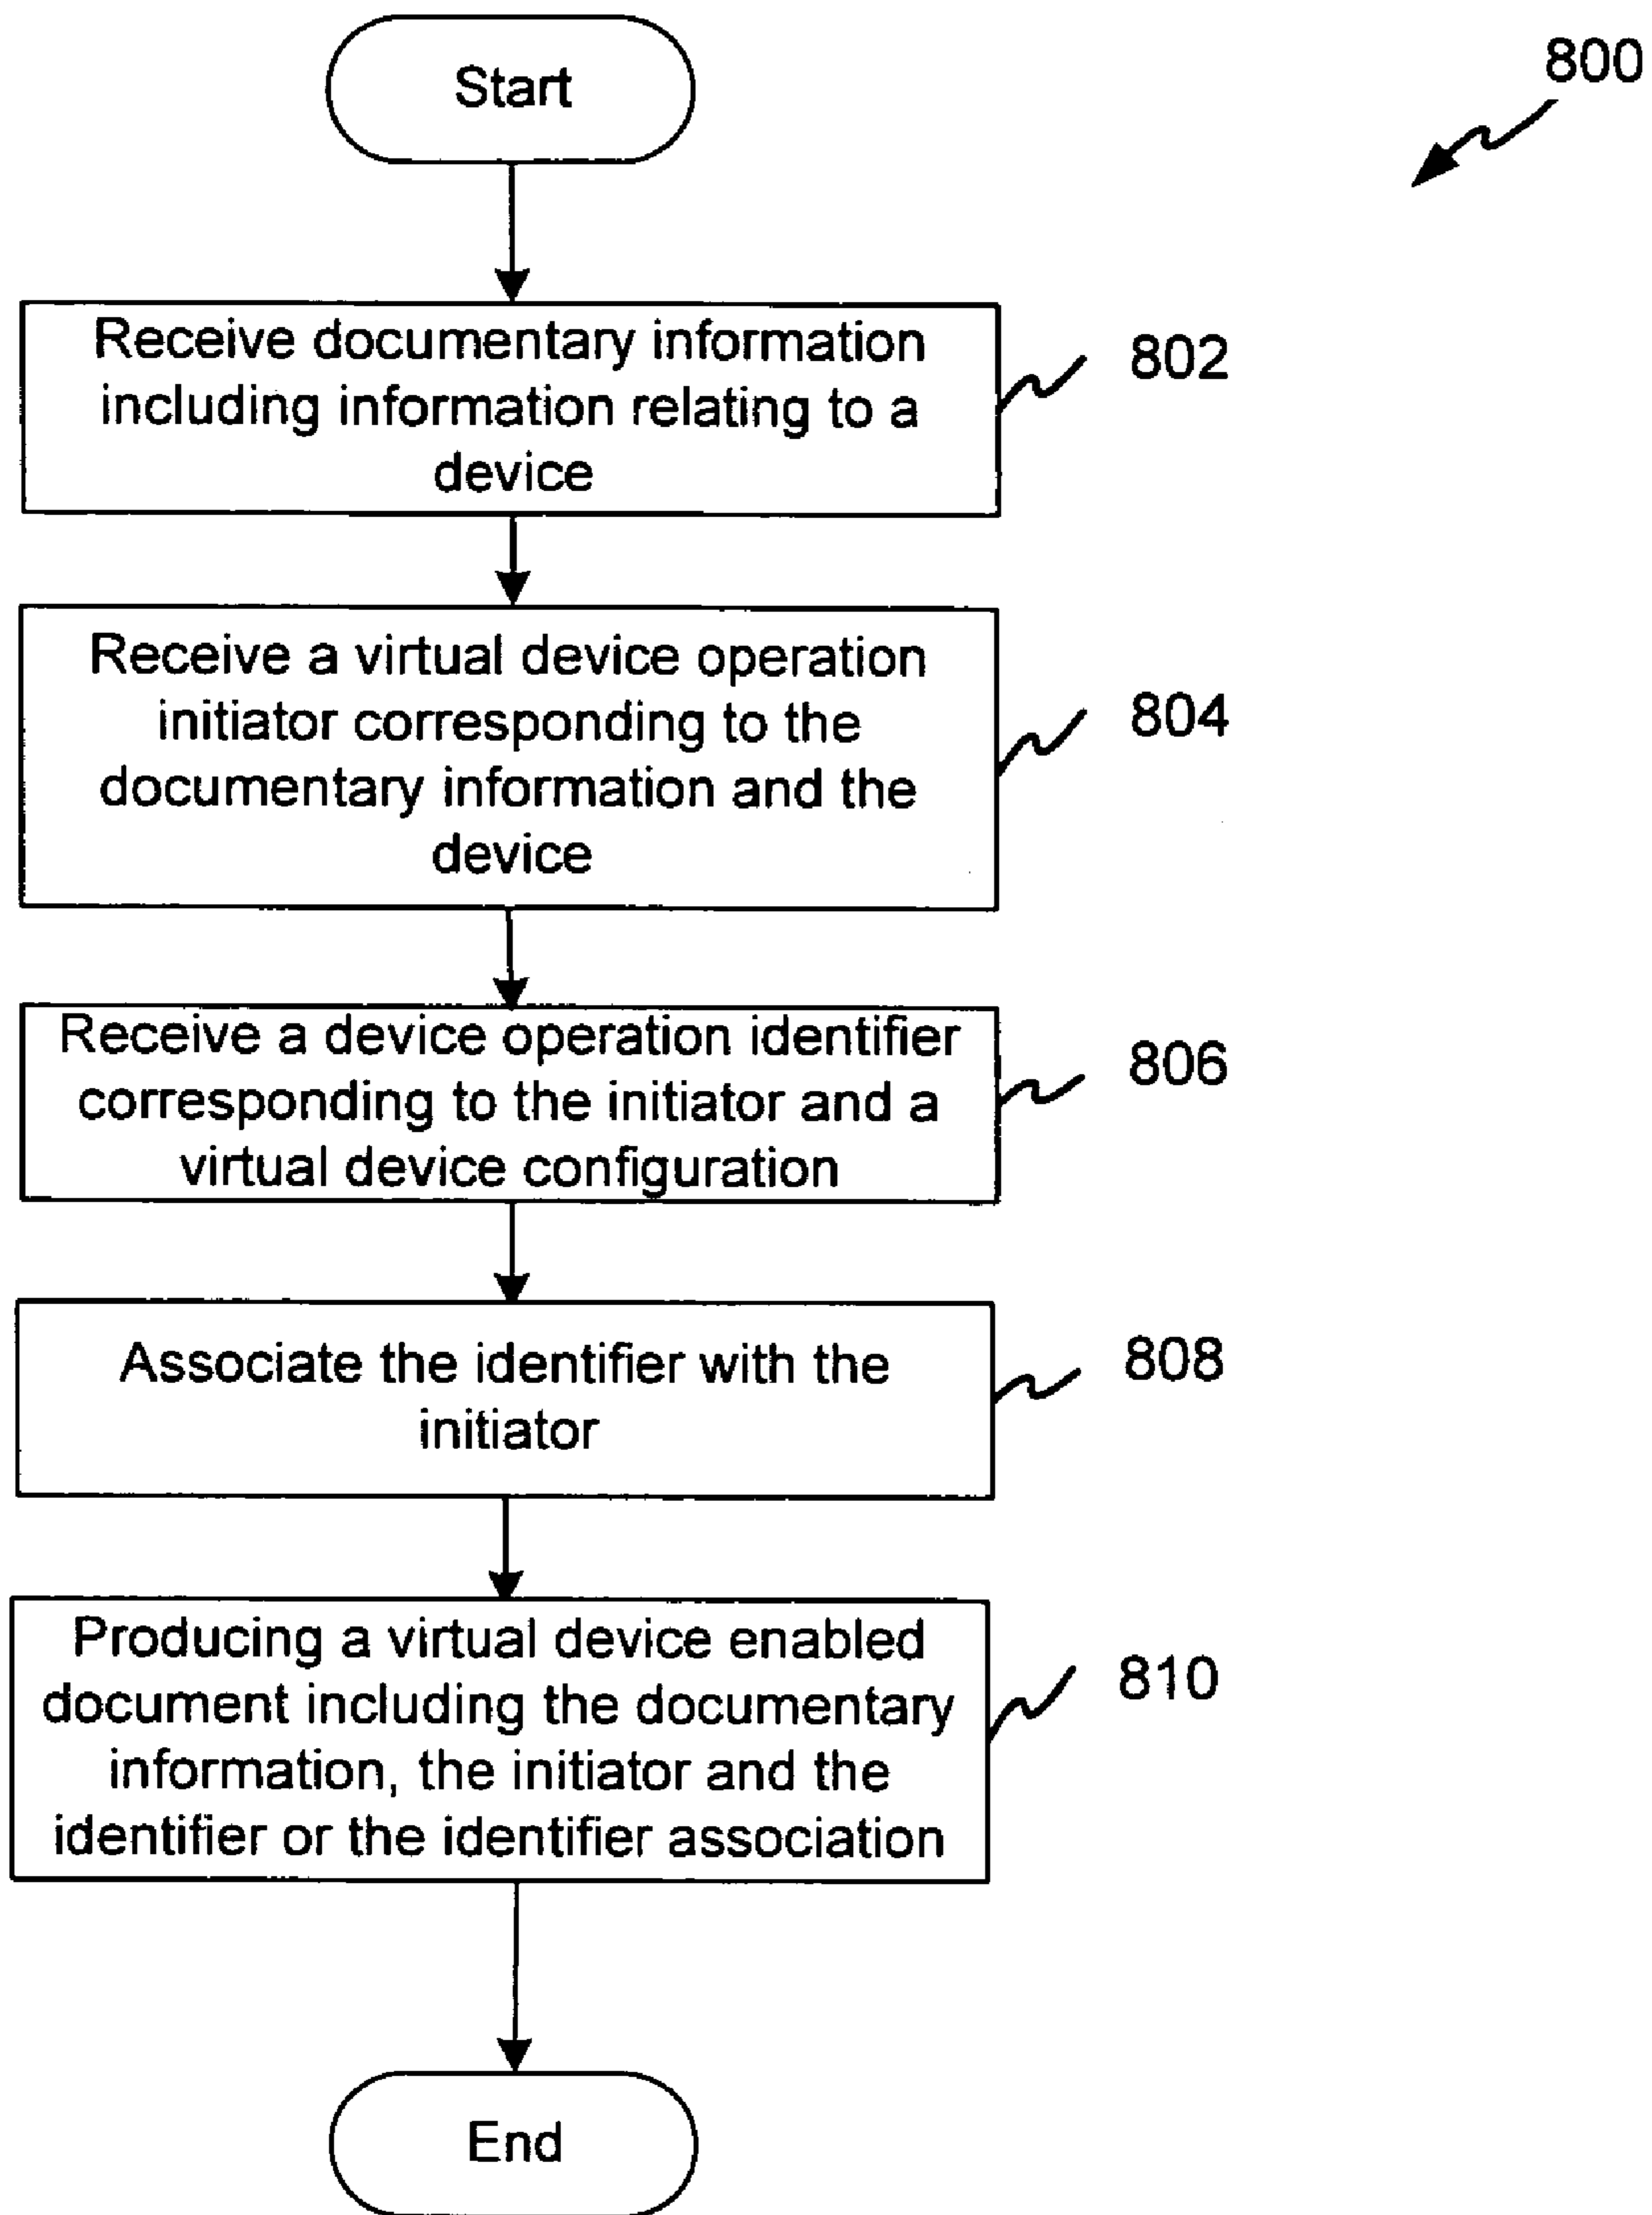 Start
800
Receive documentary information
including information relating to a
device
802
Receive a virtual device operation
initiator corresponding to the
documentary information and the
device
804
Receive a device operation identifier
corresponding to the initiator and a
virtual device configuration
806
Associate the identifier with the
initiator
808
Producing a virtual device enabled
document including the documentary
information, the initiator and the
identifier or the identifier association
810
End